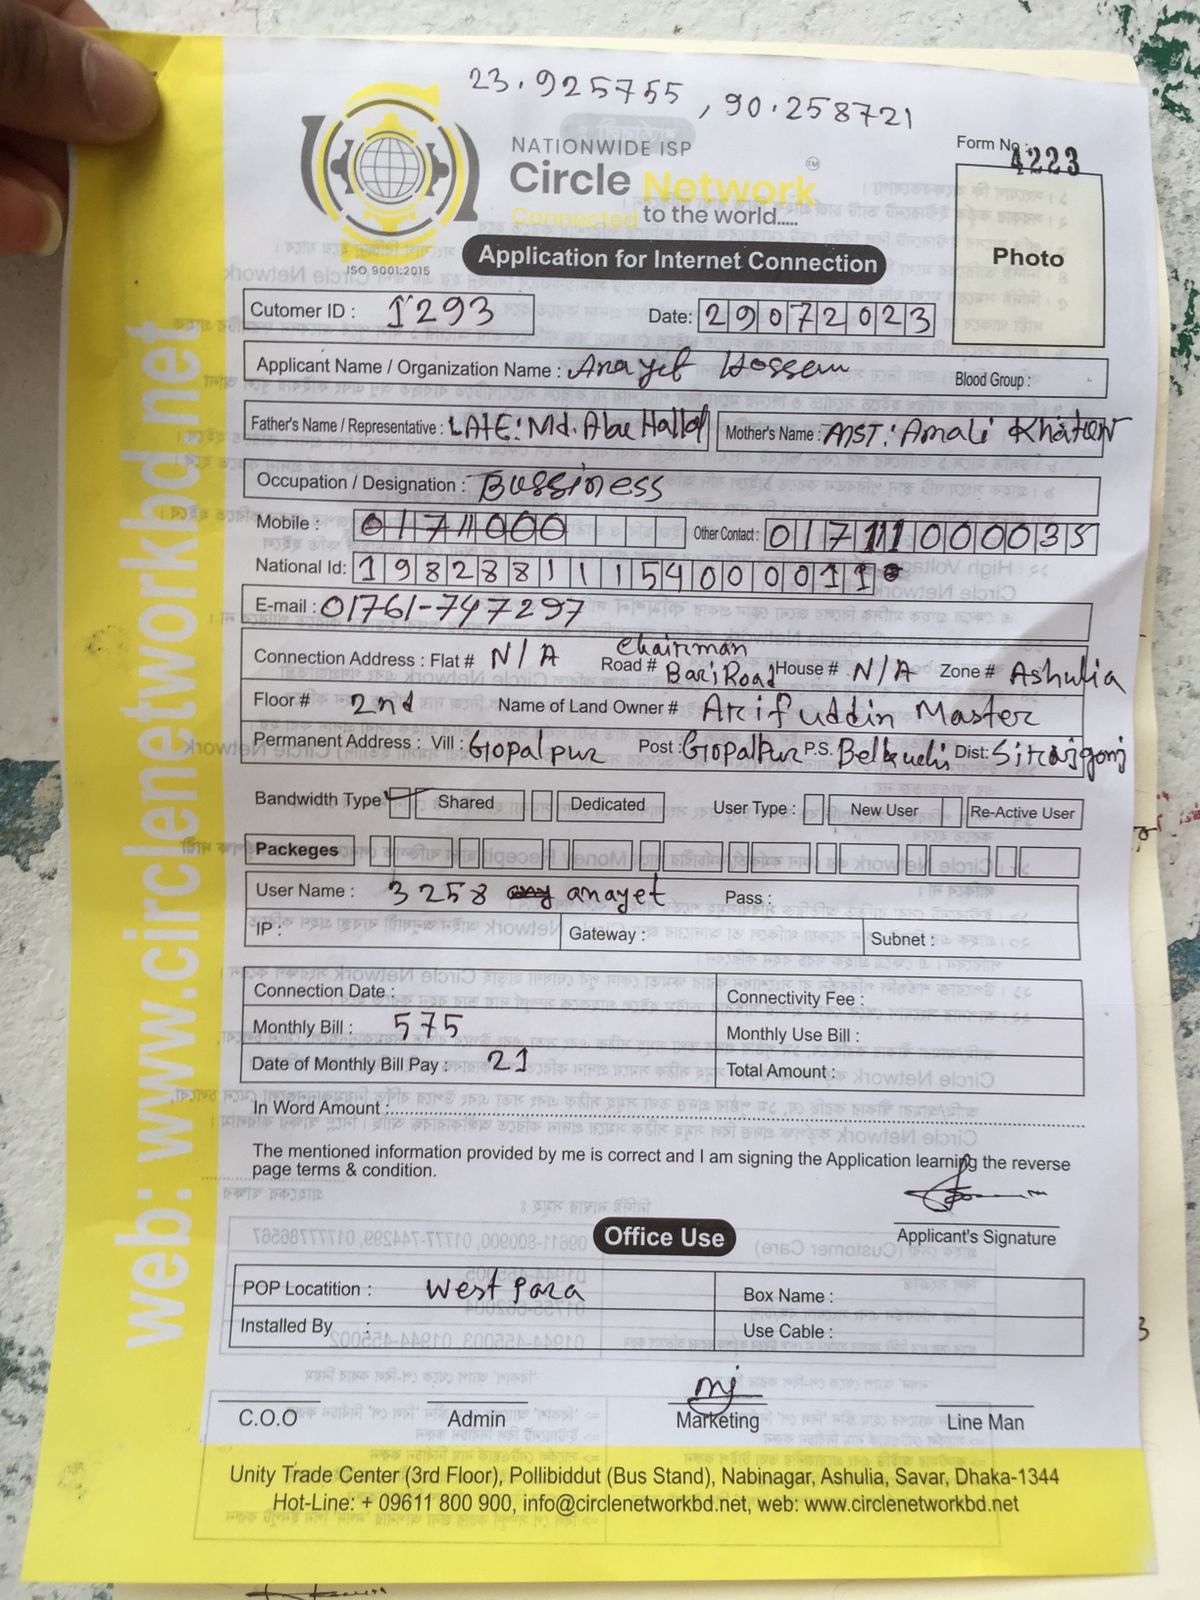 23.925755, 90.258721
NATIONWIDE ISP
Circle Network TM
Connected to the world.....
ISO 9001:2015
Form No : 4223
Photo
Application for Internet Connection
Cutomer ID : 1293 Date: 29072023
Applicant Name / Organization Name : Anayet Hossem Blood Group :
Father's Name / Representative : LATE: Md. Abu Mother's Name : MST: Amali Khatun
Occupation / Designation : Bussiness
Mobile : 01711000 Other Contact : 01711000035
National Id: 19828811154000011
E-mail : 01761-747297
Connection Address : Flat # N/A Road # Chairman Bari Road House # N/A Zone # Ashulia
Floor # 2nd Name of Land Owner # Arifuddin Master
Permanent Address : Vill : Gopalpur Post : Gopalpur P.S. Belkuchi Dist: Sirajgonj
Bandwidth Type Shared Dedicated User Type : New User Re-Active User
Packeges
User Name : 3258 anayet Pass :
IP : Gateway : Subnet :
Connection Date : Connectivity Fee :
Monthly Bill : 575 Monthly Use Bill :
Date of Monthly Bill Pay : 21 Total Amount :
In Word Amount :
The mentioned information provided by me is correct and I am signing the Application learning the reverse
page terms & condition.
Applicant's Signature
Office Use
POP Locatition : West Para Box Name :
Installed By : Use Cable :
C.O.O Admin Marketing Line Man
Unity Trade Center (3rd Floor), Pollibiddut (Bus Stand), Nabinagar, Ashulia, Savar, Dhaka-1344
Hot-Line: + 09611 800 900, info@circlenetworkbd.net, web: www.circlenetworkbd.net
web: www.circlenetworkbd.net